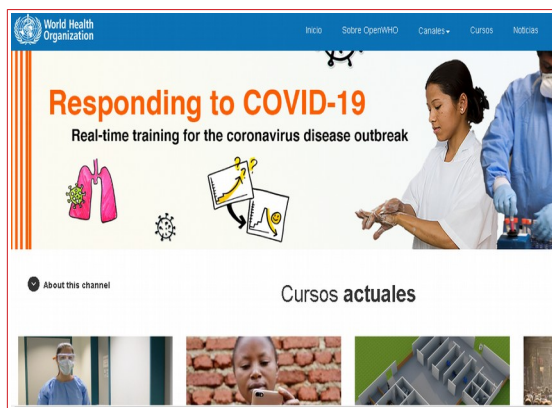 World Health
Organization
Inicio Sobre OpenWHO Canales Cursos Noticias
Responding to COVID-19
Real-time training for the coronavirus disease outbreak
??
?
About this channel
Cursos actuales